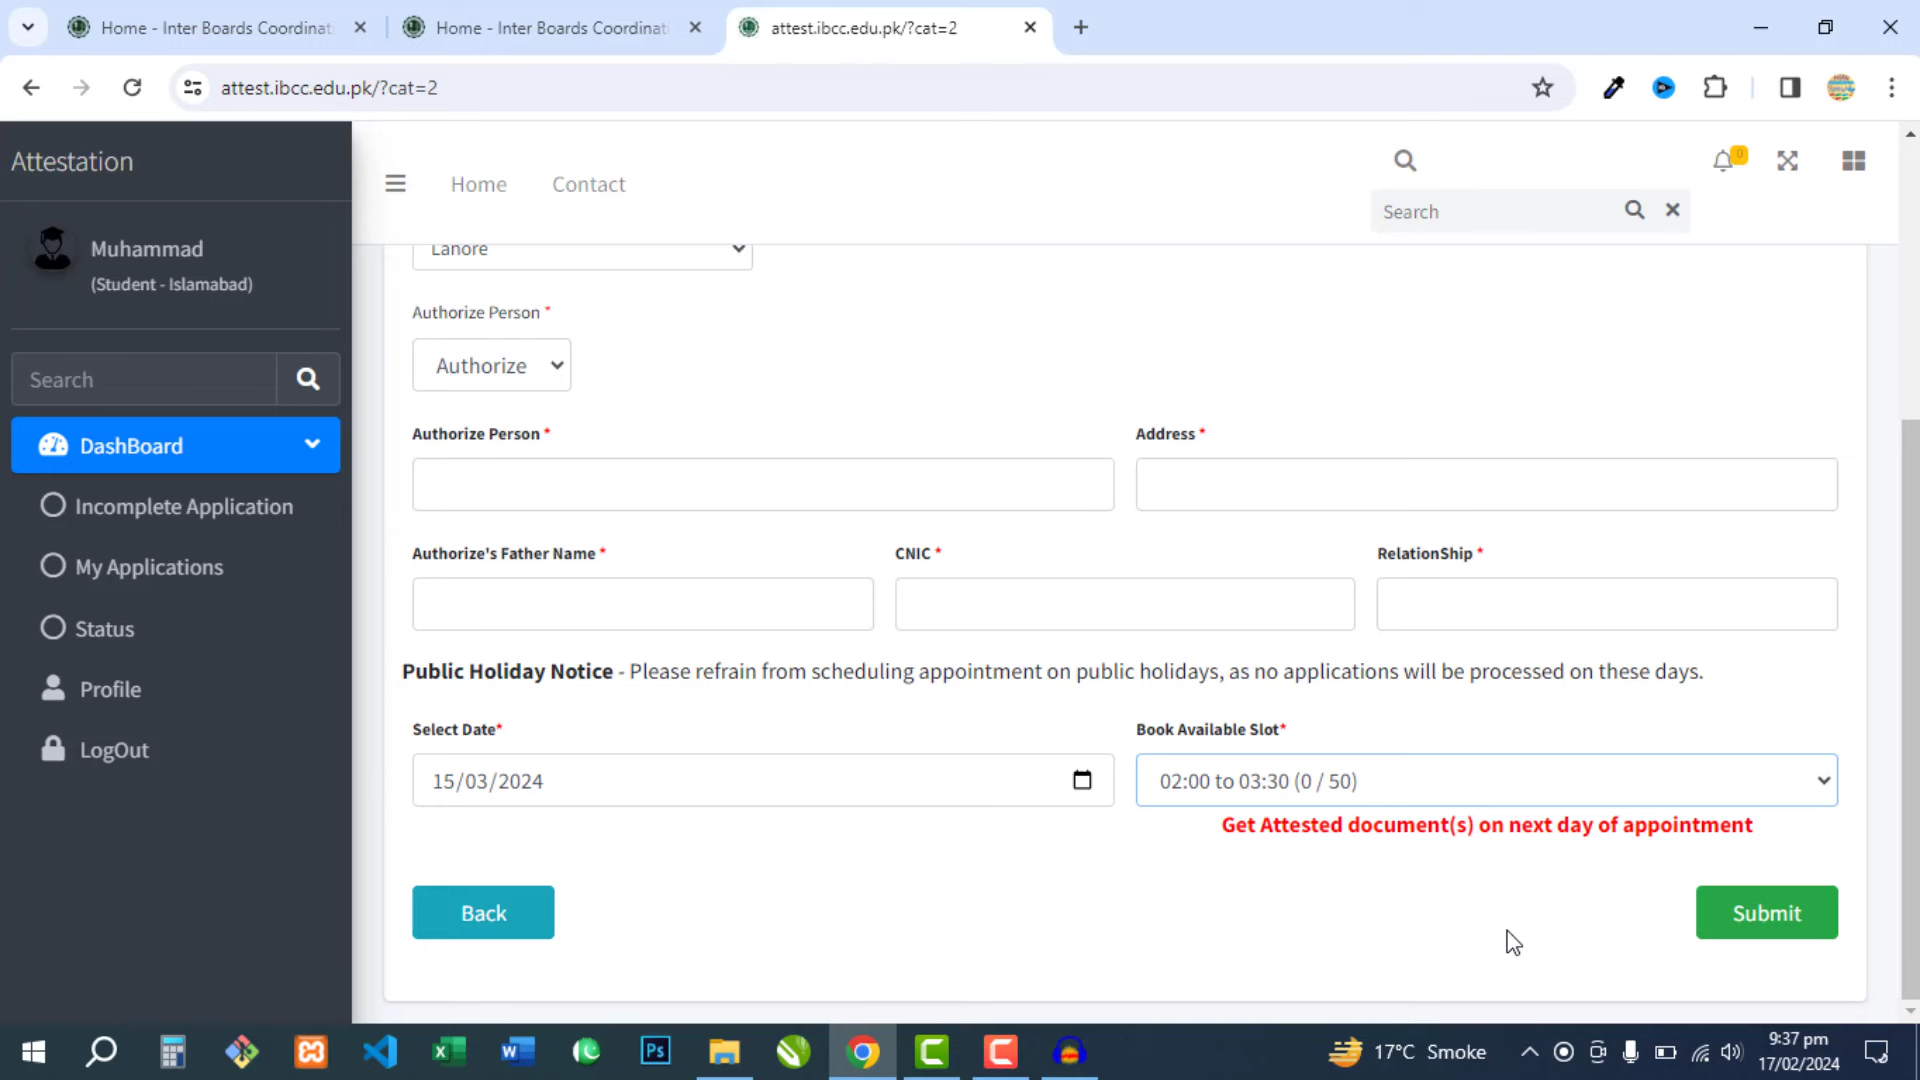 Home - Inter Boards Coordinati
Home - Inter Boards Coordinati
attest.ibcc.edu.pk/?cat=2
attest.ibcc.edu.pk/?cat=2
Attestation
Home
Contact
0
Search
Muhammad
(Student - Islamabad)
Search
DashBoard
Incomplete Application
My Applications
Status
Profile
LogOut
Lahore
Authorize Person *
Authorize
Authorize Person *
Address *
Authorize's Father Name *
CNIC *
RelationShip *
Public Holiday Notice - Please refrain from scheduling appointment on public holidays, as no applications will be processed on these days.
Select Date*
Book Available Slot*
15/03/2024
02:00 to 03:30 (0 / 50)
Get Attested document(s) on next day of appointment
Back
Submit
Ps
17°C Smoke
9:37 pm
17/02/2024